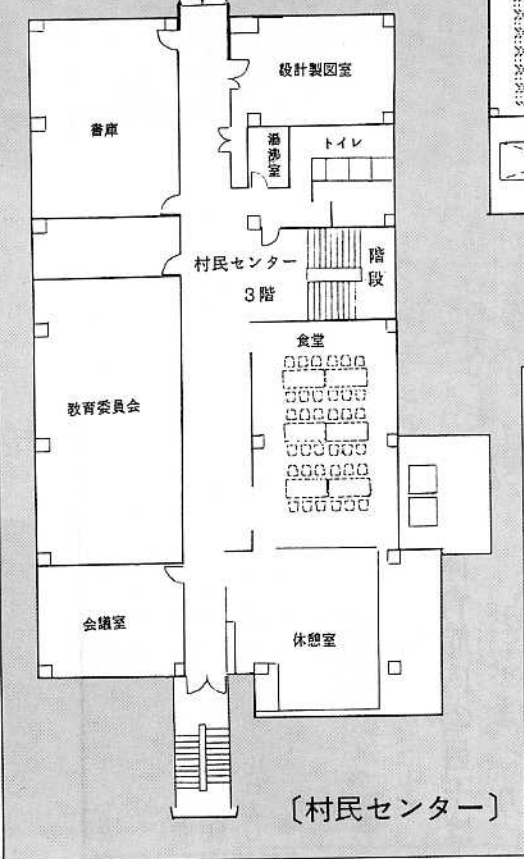 設計製図室
書庫
湯沸室
トイレ
村民センター
3階
階段
食堂
教育委員会
会議室
休憩室
〔村民センター〕